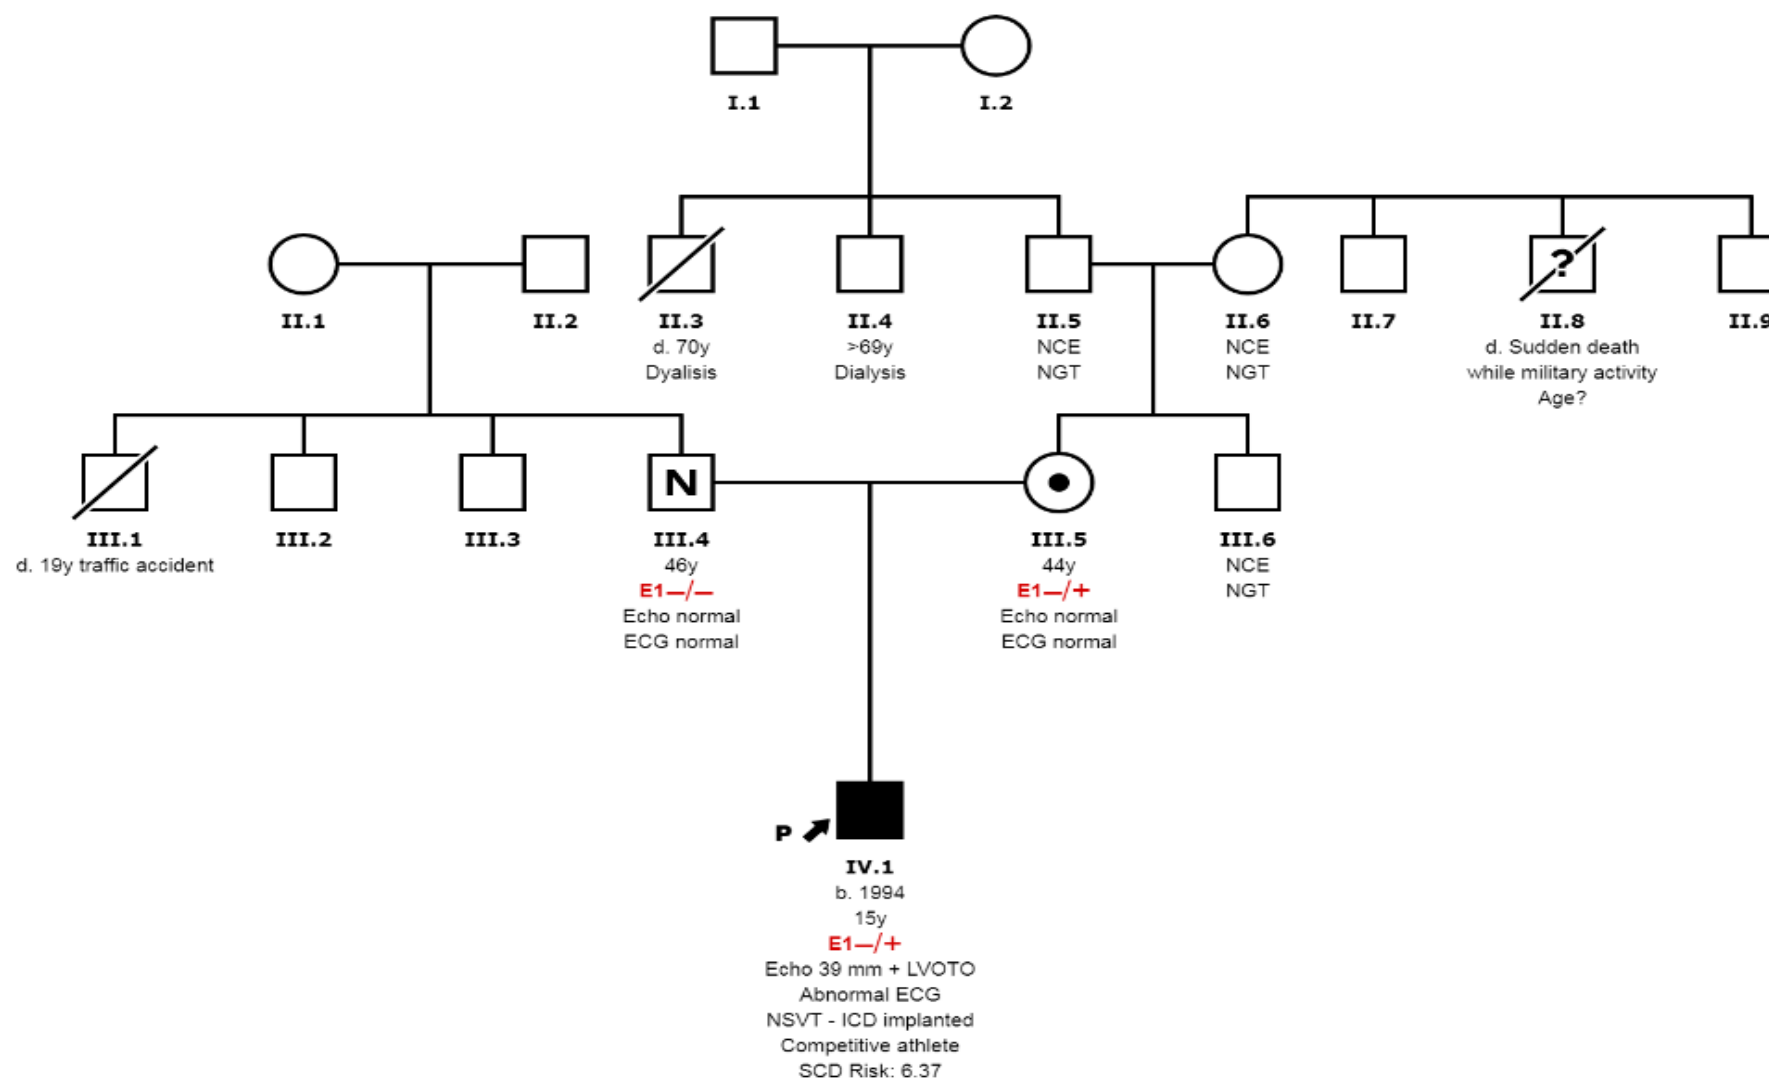 I.1
I.2
?
II.1
II.2
II.3
d. 70y
Dyalisis
II.4
>69y
Dialysis
II.5
NCE
NGT
II.6
NCE
NGT
II.7
II.8
d. Sudden death
while military activity
Age?
II.9
N
III.1
d. 19y traffic accident
III.2
III.3
III.4
46y
E1—/—
Echo normal
ECG normal
III.5
44y
E1—/+
Echo normal
ECG normal
III.6
NCE
NGT
P
IV.1
b. 1994
15y
E1—/+
Echo 39 mm + LVOTO
Abnormal ECG
NSVT - ICD implanted
Competitive athlete
SCD Risk: 6.37